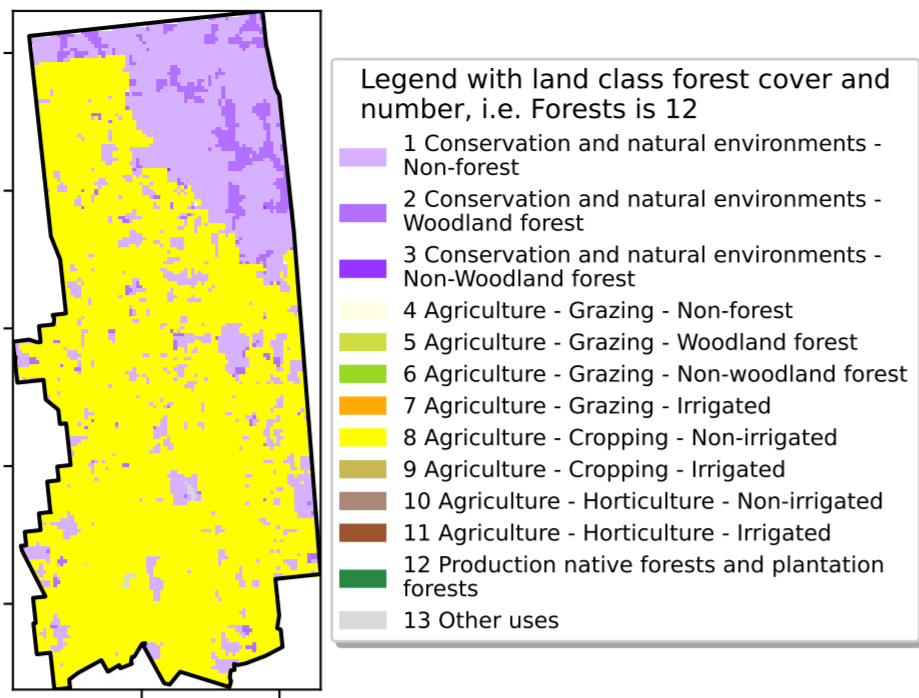 Legend with land class forest cover and
number, i.e. Forests is 12
1 Conservation and natural environments -
Non-forest
2 Conservation and natural environments -
Woodland forest
3 Conservation and natural environments -
Non-Woodland forest
4 Agriculture - Grazing - Non-forest
5 Agriculture - Grazing - Woodland forest
6 Agriculture - Grazing - Non-woodland forest
7 Agriculture - Grazing - Irrigated
8 Agriculture - Cropping - Non-irrigated
9 Agriculture - Cropping - Irrigated
10 Agriculture - Horticulture - Non-irrigated
11 Agriculture - Horticulture - Irrigated
12 Production native forests and plantation
forests
13 Other uses